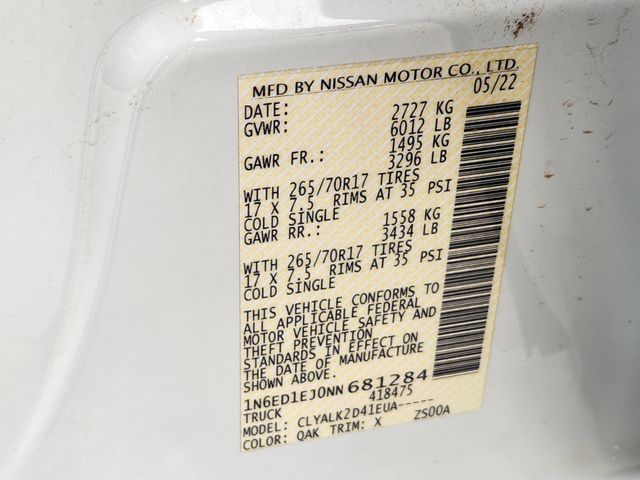 MFD BY NISSAN MOTOR CO., LTD.
DATE: 05/22
GVWR: 2727 KG
6012 LB
GAWR FR.: 1495 KG
3296 LB
WITH 265/70R17 TIRES
17 X 7.5 RIMS AT 35 PSI
COLD SINGLE
GAWR RR.: 1558 KG
3434 LB
WITH 265/70R17 TIRES
17 X 7.5 RIMS AT 35 PSI
COLD SINGLE
THIS VEHICLE CONFORMS TO
ALL APPLICABLE FEDERAL
MOTOR VEHICLE SAFETY AND
THEFT PREVENTION
STANDARDS IN EFFECT ON
THE DATE OF MANUFACTURE
SHOWN ABOVE.
1N6ED1EJ0NN681284
TRUCK 418475
MODEL: CLYALK2D41EUA-----
COLOR: QAK TRIM: X ZS00A